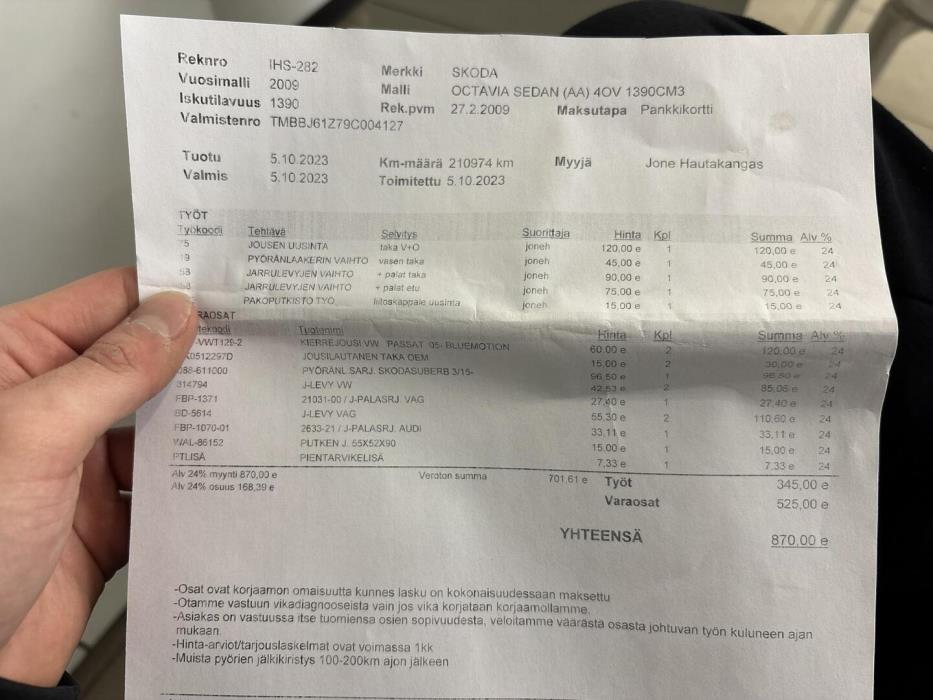 Reknro IHS-282 Merkki SKODA
Vuosimalli 2009 Malli OCTAVIA SEDAN (AA) 4OV 1390CM3
Iskutilavuus 1390 Rek.pvm 27.2.2009 Maksutapa Pankkikortti
Valmistenro TMBBJ61Z79C004127
Tuotu 5.10.2023 Km-määrä 210974 km Myyjä Jone Hautakangas
Valmis 5.10.2023 Toimitettu 5.10.2023
TYÖT
Työkoodi Tehtävä Selvitys Suorittaja Hinta Kpl Summa Alv %
JOUSEN UUSINTA taka V+O joneh 120,00 e 1 120,00 e 24
PYÖRÄNLAAKERIN VAIHTO vasen taka joneh 45,00 e 1 45,00 e 24
JARRULEVYJEN VAIHTO + palat taka joneh 90,00 e 1 90,00 e 24
JARRULEVYJEN VAIHTO + palat etu joneh 75,00 e 1 75,00 e 24
PAKOPUTKISTO TYÖ liitoskappale uusinta joneh 15,00 e 1 15,00 e 24
RAOSAT
Tuotenimi Hinta Kpl Summa Alv %
-VWT129-2 KIERREJOUSI VW PASSAT 05- BLUEMOTION 60,00 e 2 120,00 e 24
0512297D JOUSILAUTANEN TAKA OEM 15,00 e 2 30,00 e 24
-611000 PYÖRÄNL SARJ. SKODASUBERB 3/15- 96,50 e 1 96,50 e 24
314794 J-LEVY VW 42,53 e 2 85,06 e 24
FBP-1371 21031-00 / J-PALASRJ. VAG 27,40 e 1 27,40 e 24
BD-5614 J-LEVY VAG 55,30 e 2 110,60 e 24
FBP-1070-01 2633-21 / J-PALASRJ. AUDI 33,11 e 1 33,11 e 24
WAL-86152 PUTKEN J. 55X52X90 15,00 e 1 15,00 e 24
PTLISÄ PIENTARVIKELISÄ 7,33 e 1 7,33 e 24
Alv 24% myynti 870,00 e Veroton summa 701,61 e Työt 345,00 e
Alv 24% osuus 168,39 e Varaosat 525,00 e
YHTEENSÄ 870,00 e
-Osat ovat korjaamon omaisuutta kunnes lasku on kokonaisuudessaan maksettu
-Otamme vastuun vikadiagnooseista vain jos vika korjataan korjaamollamme.
-Asiakas on vastuussa itse tuomiensa osien sopivuudesta, veloitamme väärästä osasta johtuvan työn kuluneen ajan
mukaan.
-Hinta-arviot/tarjouslaskelmat ovat voimassa 1kk
-Muista pyörien jälkikiristys 100-200km ajon jälkeen